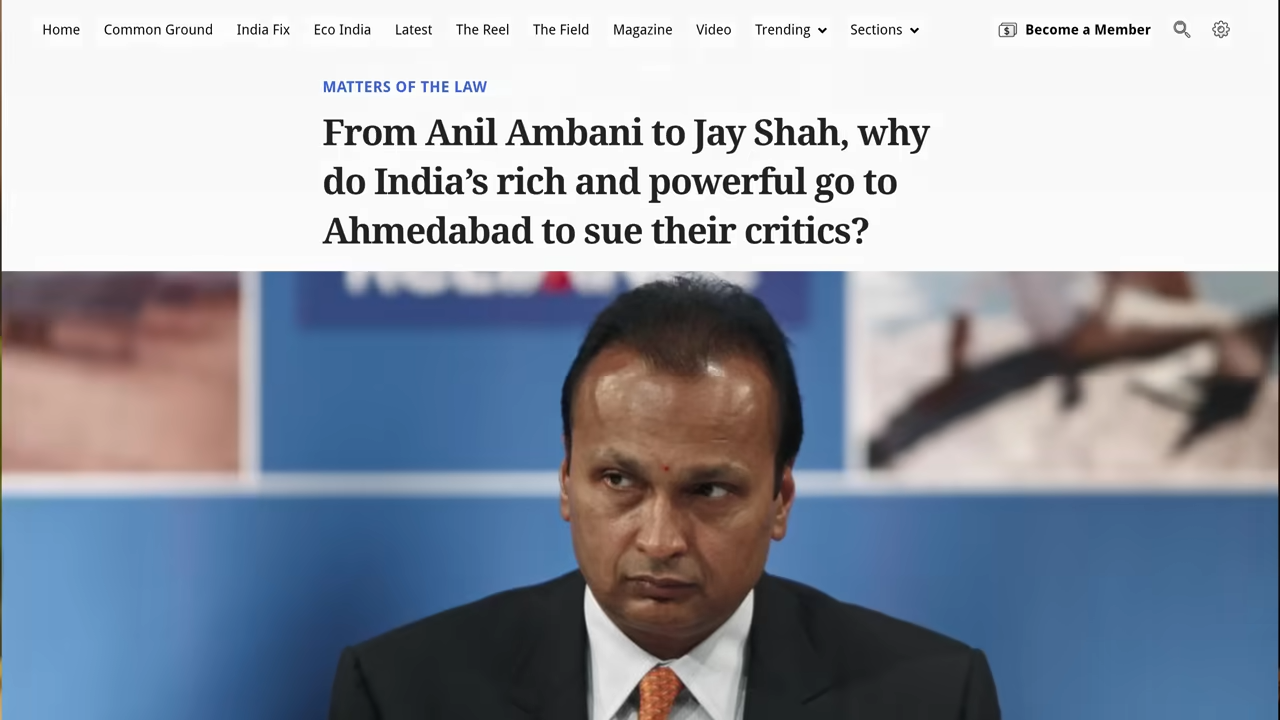 Home Common Ground India Fix Eco India Latest The Reel The Field Magazine Video Trending Sections Become a Member
MATTERS OF THE LAW
From Anil Ambani to Jay Shah, why
do India’s rich and powerful go to
Ahmedabad to sue their critics?